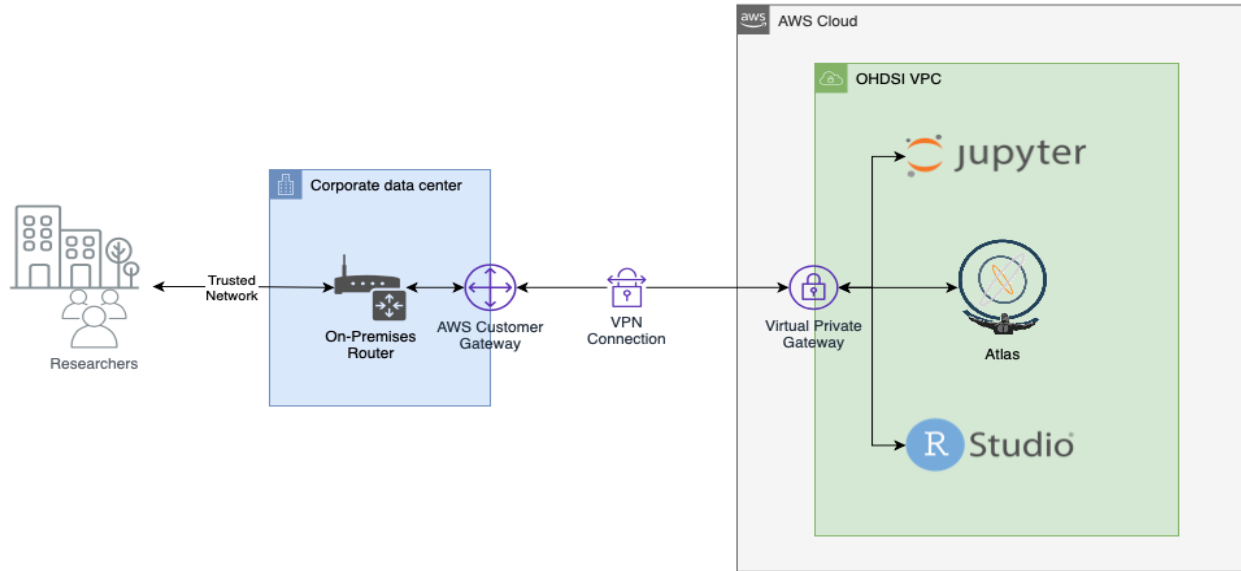 aws
AWS Cloud
OHDSI VPC
jupyter
Corporate data center
Trusted
Network
On-Premises
Router
AWS Customer
Gateway
VPN
Connection
Virtual Private
Gateway
Atlas
Researchers
R Studio